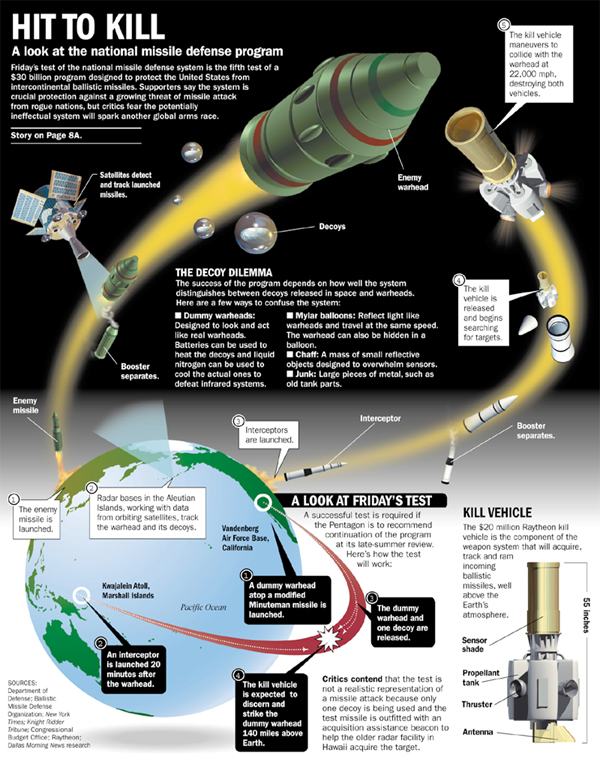 HIT TO KILL
A look at the national missile defense program
Friday's test of the national missile defense system is the fifth test of a
$30 billion program designed to protect the United States from
intercontinental ballistic missiles. Supporters say the system is
crucial protection against a growing threat of missile attack
from rogue nations, but critics fear the potentially
ineffectual system will spark another global arms race.
Story on Page 8A.
5
The kill vehicle
maneuvers to
collide with the
warhead at
22,000 mph,
destroying both
vehicles.
Satellites detect
and track launched
missiles.
Enemy
warhead
Decoys
THE DECOY DILEMMA
The success of the program depends on how well the system
distinguishes between decoys released in space and warheads.
Here are a few ways to confuse the system:
■ Dummy warheads:
Designed to look and act
like real warheads.
Batteries can be used to
heat the decoys and liquid
nitrogen can be used to
cool the actual ones to
defeat infrared systems.
■ Mylar balloons: Reflect light like
warheads and travel at the same speed.
The warhead can also be hidden in a
balloon.
■ Chaff: A mass of small reflective
objects designed to overwhelm sensors.
■ Junk: Large pieces of metal, such as
old tank parts.
4
The kill
vehicle is
released and
begins
searching
for targets.
Booster
separates.
Enemy
missile
3
Interceptors
are launched.
Interceptor
Booster
separates.
1
The enemy
missile is
launched.
2
Radar bases in the Aleutian
Islands, working with data
from orbiting satellites, track
the warhead and its decoys.
A LOOK AT FRIDAY'S TEST
A successful test is required if
the Pentagon is to recommend
continuation of the program
at its late-summer review.
Here's how the test
will work:
Vandenberg
Air Force Base,
California
Kwajalein Atoll,
Marshall Islands
Pacific Ocean
1
A dummy warhead
atop a modified
Minuteman missile is
launched.
2
An interceptor
is launched 20
minutes after
the warhead.
3
The dummy
warhead and
one decoy are
released.
4
The kill vehicle
is expected to
discern and
strike the
dummy warhead
140 miles above
Earth.
Critics contend that the test is
not a realistic representation of
a missile attack because only
one decoy is being used and the
test missile is outfitted with an
acquisition assistance beacon to
help the older radar facility in
Hawaii acquire the target.
KILL VEHICLE
The $20 million Raytheon kill
vehicle is the component of the
weapon system that will acquire,
track and ram
incoming
ballistic
missiles, well
above the
Earth's
atmosphere.
Sensor
shade
Propellant
tank
Thruster
Antenna
55 inches
SOURCES:
Department of
Defense; Ballistic
Missile Defense
Organization; New York
Times; Knight Ridder
Tribune; Congressional
Budget Office; Raytheon;
Dallas Morning News research